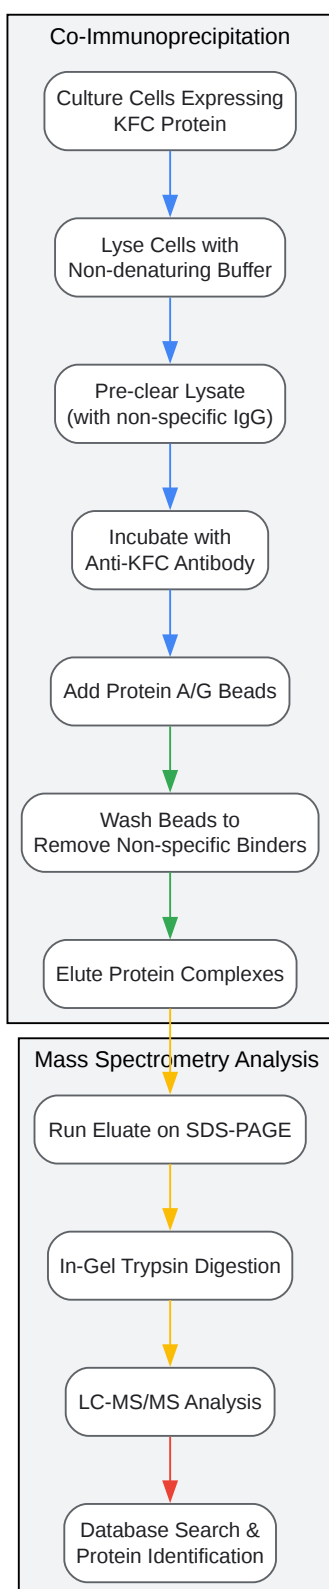 Co-Immunoprecipitation
Culture Cells Expressing
KFC Protein
Lyse Cells with
Non-denaturing Buffer
Pre-clear Lysate
(with non-specific IgG)
Incubate with
Anti-KFC Antibody
Add Protein A/G Beads
Wash Beads to
Remove Non-specific Binders
Elute Protein Complexes
Mass Spectrometry Analysis
Run Eluate on SDS-PAGE
In-Gel Trypsin Digestion
LC-MS/MS Analysis
Database Search &
Protein Identification